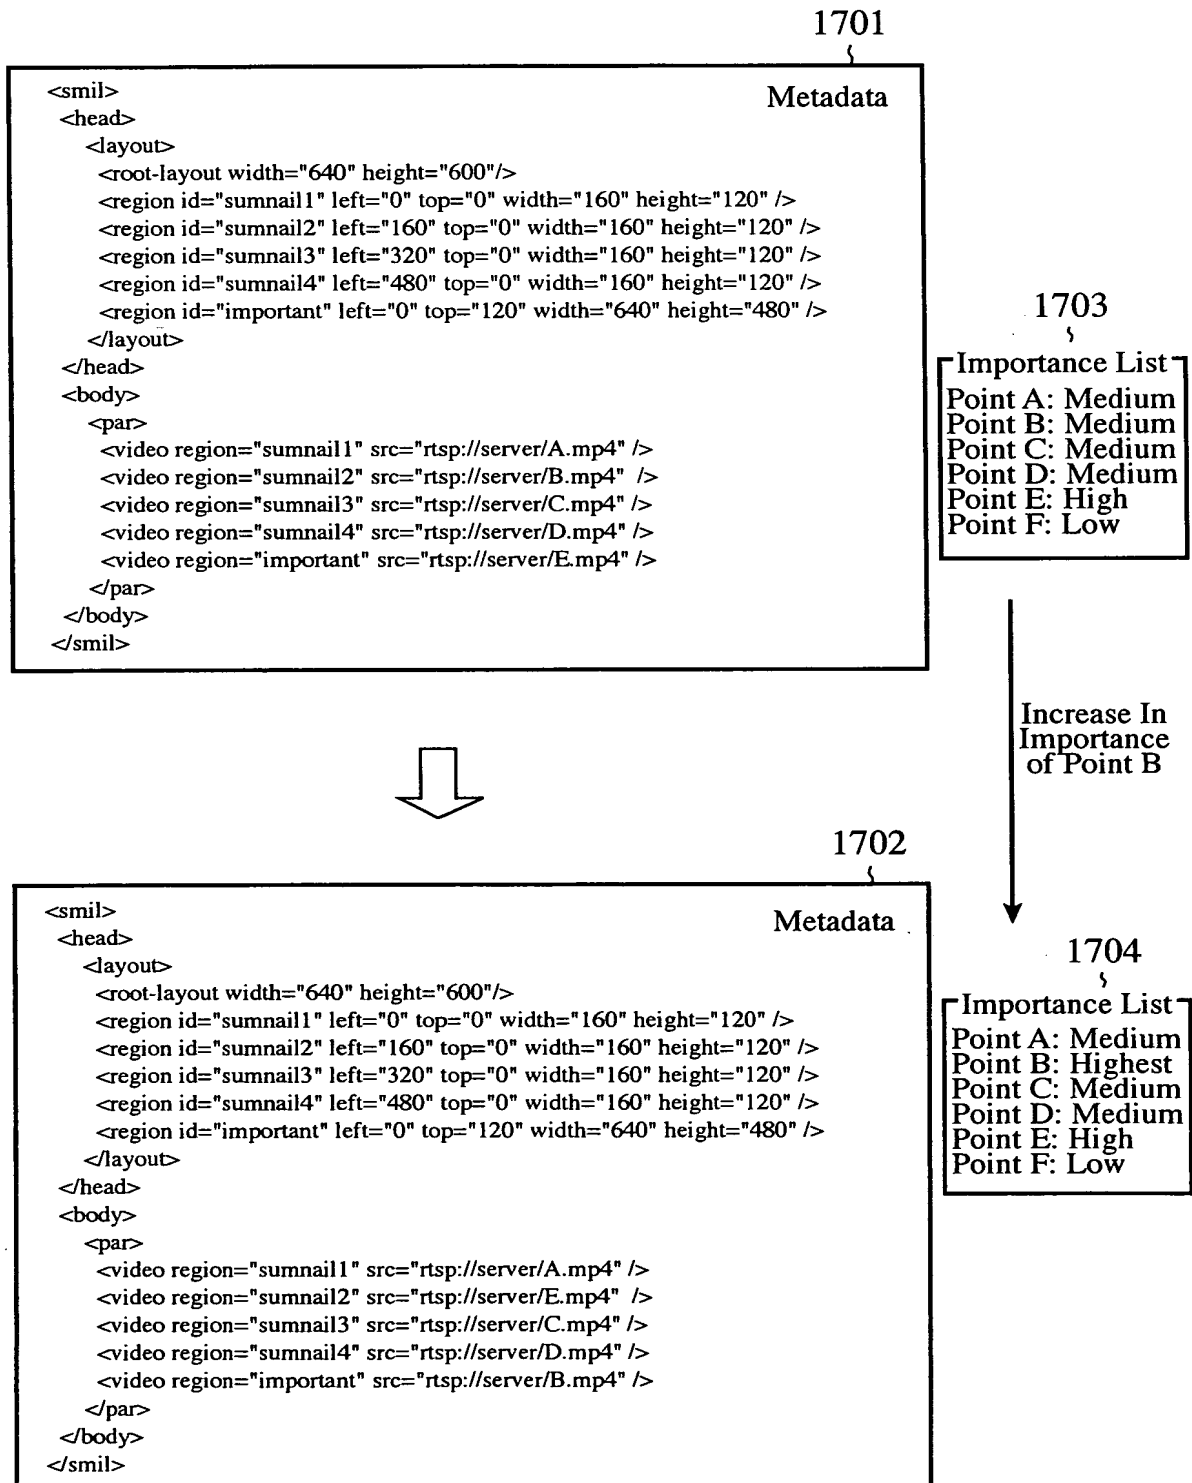 1701
Metadata
<smil>
<head>
<layout>
<root-layout width="640" height="600"/>
<region id="sumnail1" left="0" top="0" width="160" height="120" />
<region id="sumnail2" left="160" top="0" width="160" height="120" />
<region id="sumnail3" left="320" top="0" width="160" height="120" />
<region id="sumnail4" left="480" top="0" width="160" height="120" />
<region id="important" left="0" top="120" width="640" height="480" />
</layout>
</head>
<body>
<par>
<video region="sumnail1" src="rtsp://server/A.mp4" />
<video region="sumnail2" src="rtsp://server/B.mp4" />
<video region="sumnail3" src="rtsp://server/C.mp4" />
<video region="sumnail4" src="rtsp://server/D.mp4" />
<video region="important" src="rtsp://server/E.mp4" />
</par>
</body>
</smil>
1703
Importance List
Point A: Medium
Point B: Medium
Point C: Medium
Point D: Medium
Point E: High
Point F: Low
Increase In
Importance
of Point B
1702
Metadata
<smil>
<head>
<layout>
<root-layout width="640" height="600"/>
<region id="sumnail1" left="0" top="0" width="160" height="120" />
<region id="sumnail2" left="160" top="0" width="160" height="120" />
<region id="sumnail3" left="320" top="0" width="160" height="120" />
<region id="sumnail4" left="480" top="0" width="160" height="120" />
<region id="important" left="0" top="120" width="640" height="480" />
</layout>
</head>
<body>
<par>
<video region="sumnail1" src="rtsp://server/A.mp4" />
<video region="sumnail2" src="rtsp://server/E.mp4" />
<video region="sumnail3" src="rtsp://server/C.mp4" />
<video region="sumnail4" src="rtsp://server/D.mp4" />
<video region="important" src="rtsp://server/B.mp4" />
</par>
</body>
</smil>
1704
Importance List
Point A: Medium
Point B: Highest
Point C: Medium
Point D: Medium
Point E: High
Point F: Low